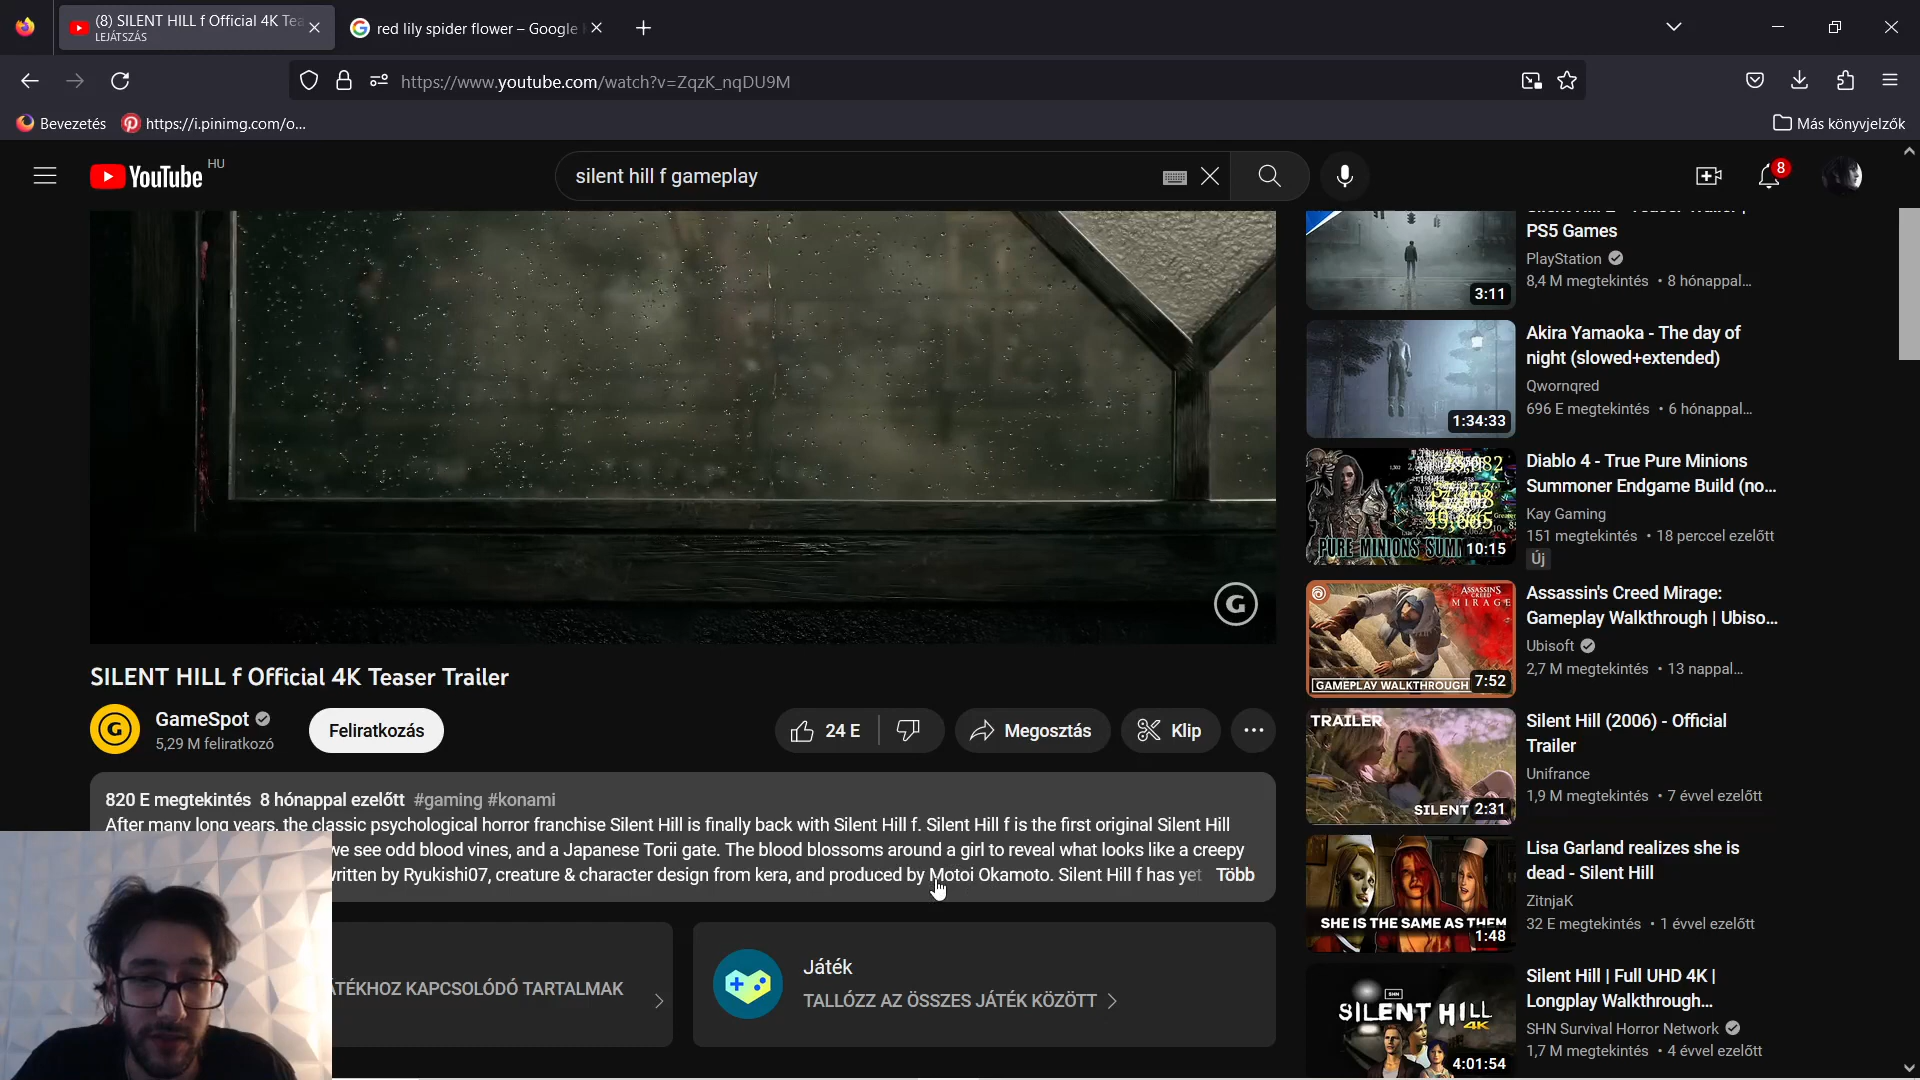 (8) SILENT HILL f Official 4K Tea
LEJÁTSZÁS
red lily spider flower – Google
https://www.youtube.com/watch?v=ZqzK_nqDU9M
Bevezetés
https://i.pinimg.com/o...
Más könyvjelzők
YouTube HU
silent hill f gameplay
8
PS5 Games
PlayStation
8,4 M megtekintés • 8 hónappal...
3:11
Akira Yamaoka - The day of
night (slowed+extended)
Qwornqred
696 E megtekintés • 6 hónappal...
1:34:33
Diablo 4 - True Pure Minions
Summoner Endgame Build (no...
Kay Gaming
151 megtekintés • 18 perccel ezelőtt
Új
PURE MINIONS SUM
10:15
Assassin's Creed Mirage:
Gameplay Walkthrough | Ubiso...
Ubisoft
2,7 M megtekintés • 13 nappal...
ASSASSIN'S CREED
MIRAGE
GAMEPLAY WALKTHROUGH
7:52
G
SILENT HILL f Official 4K Teaser Trailer
GameSpot
5,29 M feliratkozó
Feliratkozás
24 E
Megosztás
Klip
820 E megtekintés 8 hónappal ezelőtt #gaming #konami
After many long years, the classic psychological horror franchise Silent Hill is finally back with Silent Hill f. Silent Hill f is the first original Silent Hill
we see odd blood vines, and a Japanese Torii gate. The blood blossoms around a girl to reveal what looks like a creepy
written by Ryukishi07, creature & character design from kera, and produced by Motoi Okamoto. Silent Hill f has yet Több
ÁTÉKHOZ KAPCSOLÓDÓ TARTALMAK
Játék
TALLÓZZ AZ ÖSSZES JÁTÉK KÖZÖTT
Silent Hill (2006) - Official
Trailer
Unifrance
1,9 M megtekintés • 7 évvel ezelőtt
TRAILER
SILENT
2:31
Lisa Garland realizes she is
dead - Silent Hill
ZitnjaK
32 E megtekintés • 1 évvel ezelőtt
SHE IS THE SAME AS THEM
1:48
Silent Hill | Full UHD 4K |
Longplay Walkthrough...
SHN Survival Horror Network
1,7 M megtekintés • 4 évvel ezelőtt
SHN
SILENT HILL
4K
4:01:54